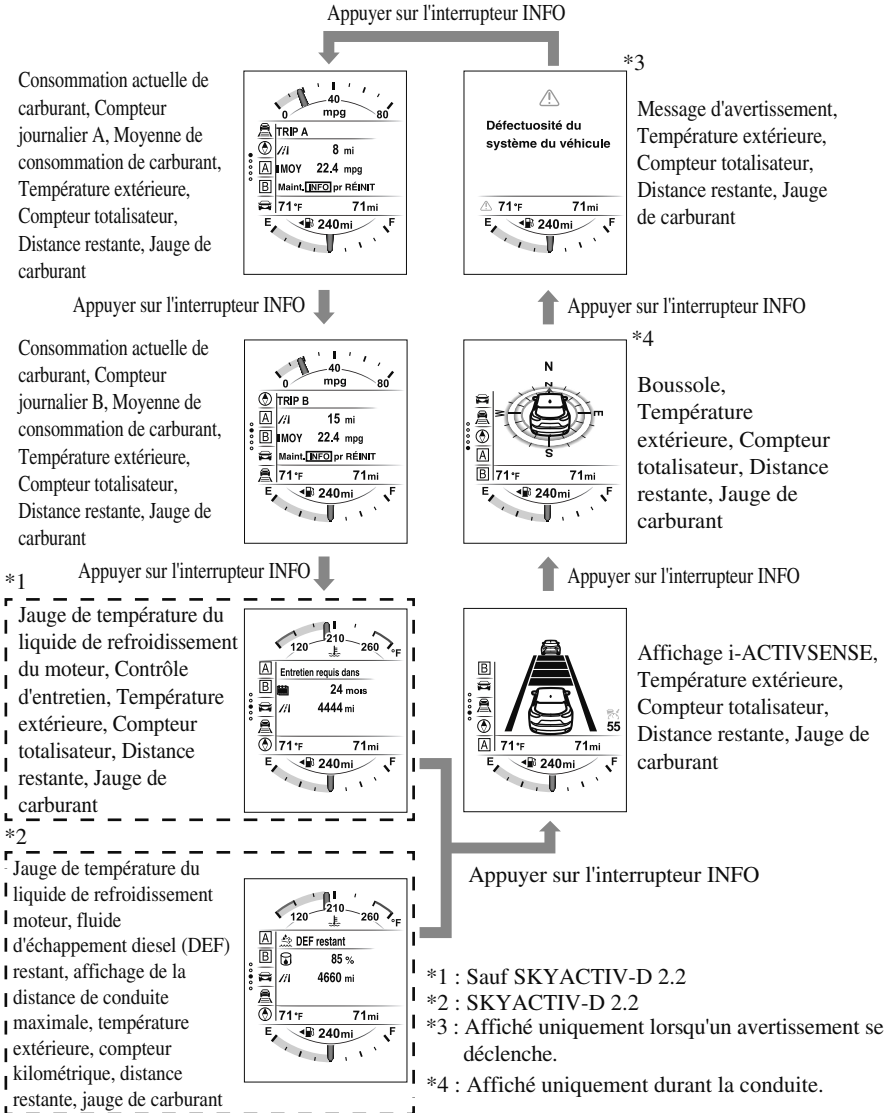 Appuyer sur l'interrupteur INFO
Consommation actuelle de
carburant, Compteur
journalier A, Moyenne de
consommation de carburant,
Température extérieure,
Compteur totalisateur,
Distance restante, Jauge de
carburant
0 40 80
mpg
TRIP A
8 mi
A MOY 22.4 mpg
B Maint. INFO pr RÉINIT
71°F 71mi
E 240mi F
*3
Défectuosité du
système du véhicule
71°F 71mi
E 240mi F
Message d'avertissement,
Température extérieure,
Compteur totalisateur,
Distance restante, Jauge
de carburant
Appuyer sur l'interrupteur INFO
Appuyer sur l'interrupteur INFO
Consommation actuelle de
carburant, Compteur
journalier B, Moyenne de
consommation de carburant,
Température extérieure,
Compteur totalisateur,
Distance restante, Jauge de
carburant
0 40 80
mpg
TRIP B
A 15 mi
B MOY 22.4 mpg
Maint. INFO pr RÉINIT
71°F 71mi
E 240mi F
*4
N
N
W E
S
A
B 71°F 71mi
E 240mi F
Boussole,
Température
extérieure, Compteur
totalisateur, Distance
restante, Jauge de
carburant
Appuyer sur l'interrupteur INFO
Appuyer sur l'interrupteur INFO
*1
Jauge de température du
liquide de refroidissement
du moteur, Contrôle
d'entretien, Température
extérieure, Compteur
totalisateur, Distance
restante, Jauge de
carburant
120 210 260 °F
A Entretien requis dans
B 24 mois
4444 mi
71°F 71mi
E 240mi F
B
55
A 71°F 71mi
E 240mi F
Affichage i-ACTIVSENSE,
Température extérieure,
Compteur totalisateur,
Distance restante, Jauge de
carburant
*2
Jauge de température du
liquide de refroidissement
moteur, fluide
d'échappement diesel (DEF)
restant, affichage de la
distance de conduite
maximale, température
extérieure, compteur
kilométrique, distance
restante, jauge de carburant
120 210 260 °F
A DEF restant
B 85 %
4660 mi
71°F 71mi
E 240mi F
Appuyer sur l'interrupteur INFO
*1 : Sauf SKYACTIV-D 2.2
*2 : SKYACTIV-D 2.2
*3 : Affiché uniquement lorsqu'un avertissement se
déclenche.
*4 : Affiché uniquement durant la conduite.